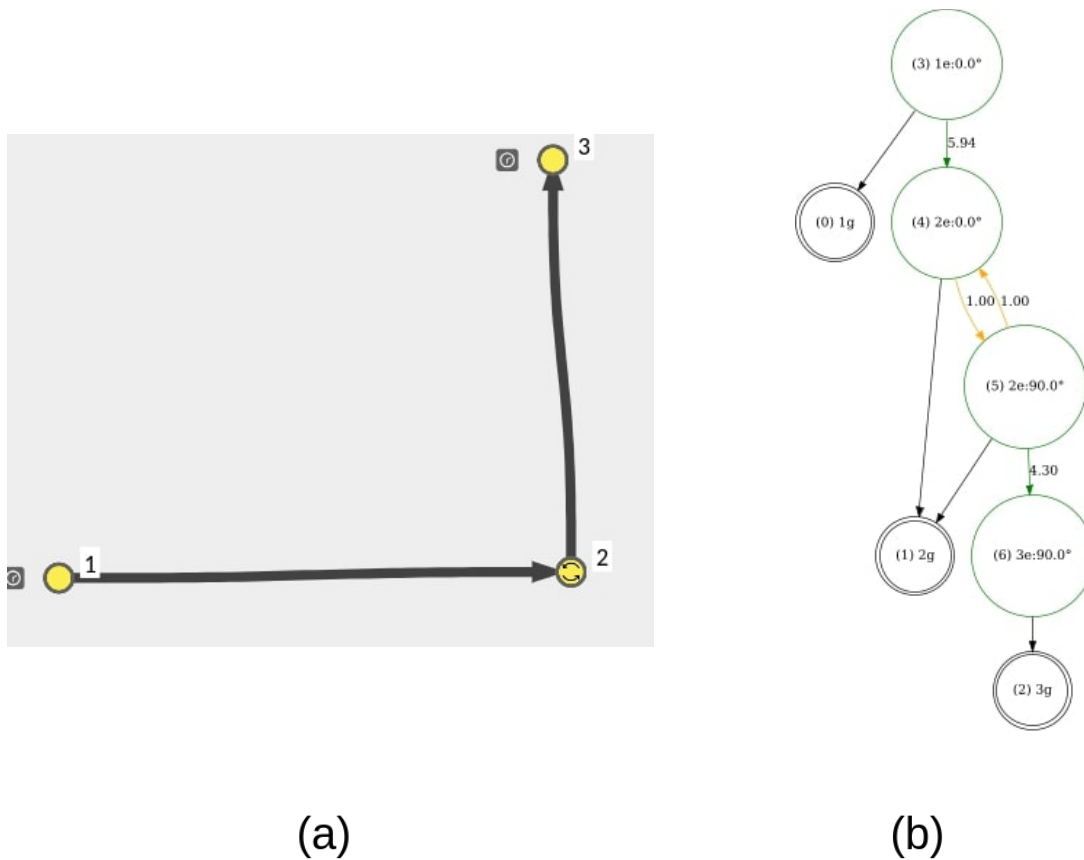 3
1
2
(a)
(3) 1e:0.0°
5.94
(0) 1g
(4) 2e:0.0°
1.00 1.00
(5) 2e:90.0°
4.30
(1) 2g
(6) 3e:90.0°
(2) 3g
(b)